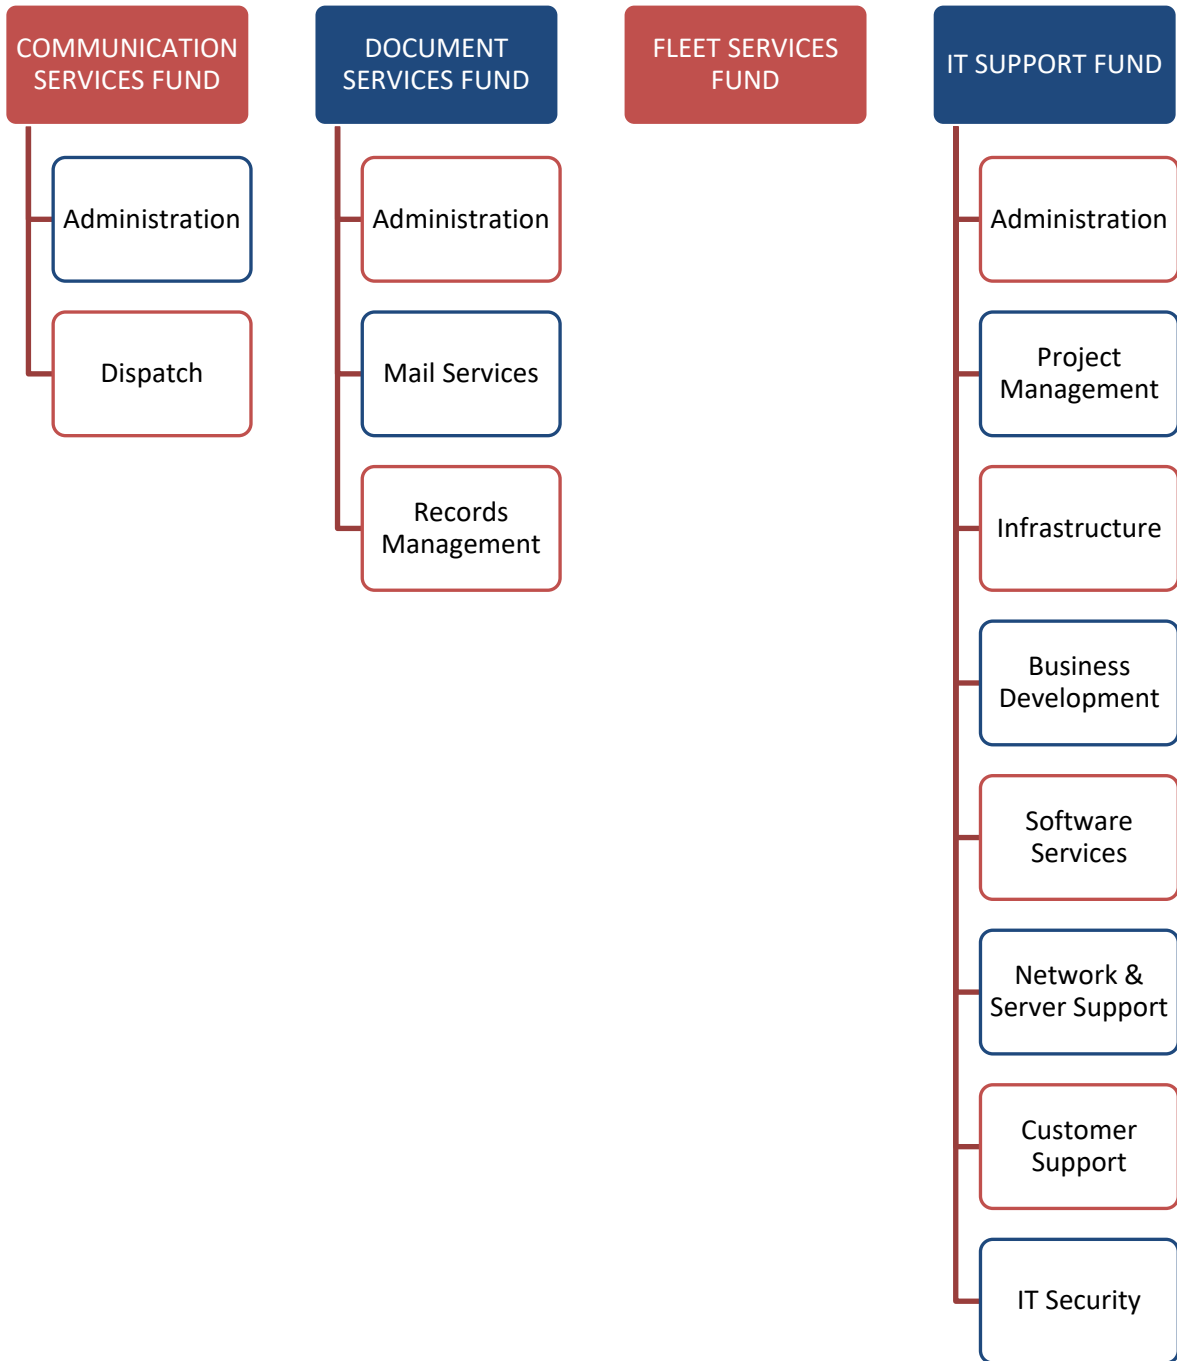 COMMUNICATION
SERVICES FUND
Administration
Dispatch
DOCUMENT
SERVICES FUND
Administration
Mail Services
Records
Management
FLEET SERVICES
FUND
IT SUPPORT FUND
Administration
Project
Management
Infrastructure
Business
Development
Software
Services
Network &
Server Support
Customer
Support
IT Security